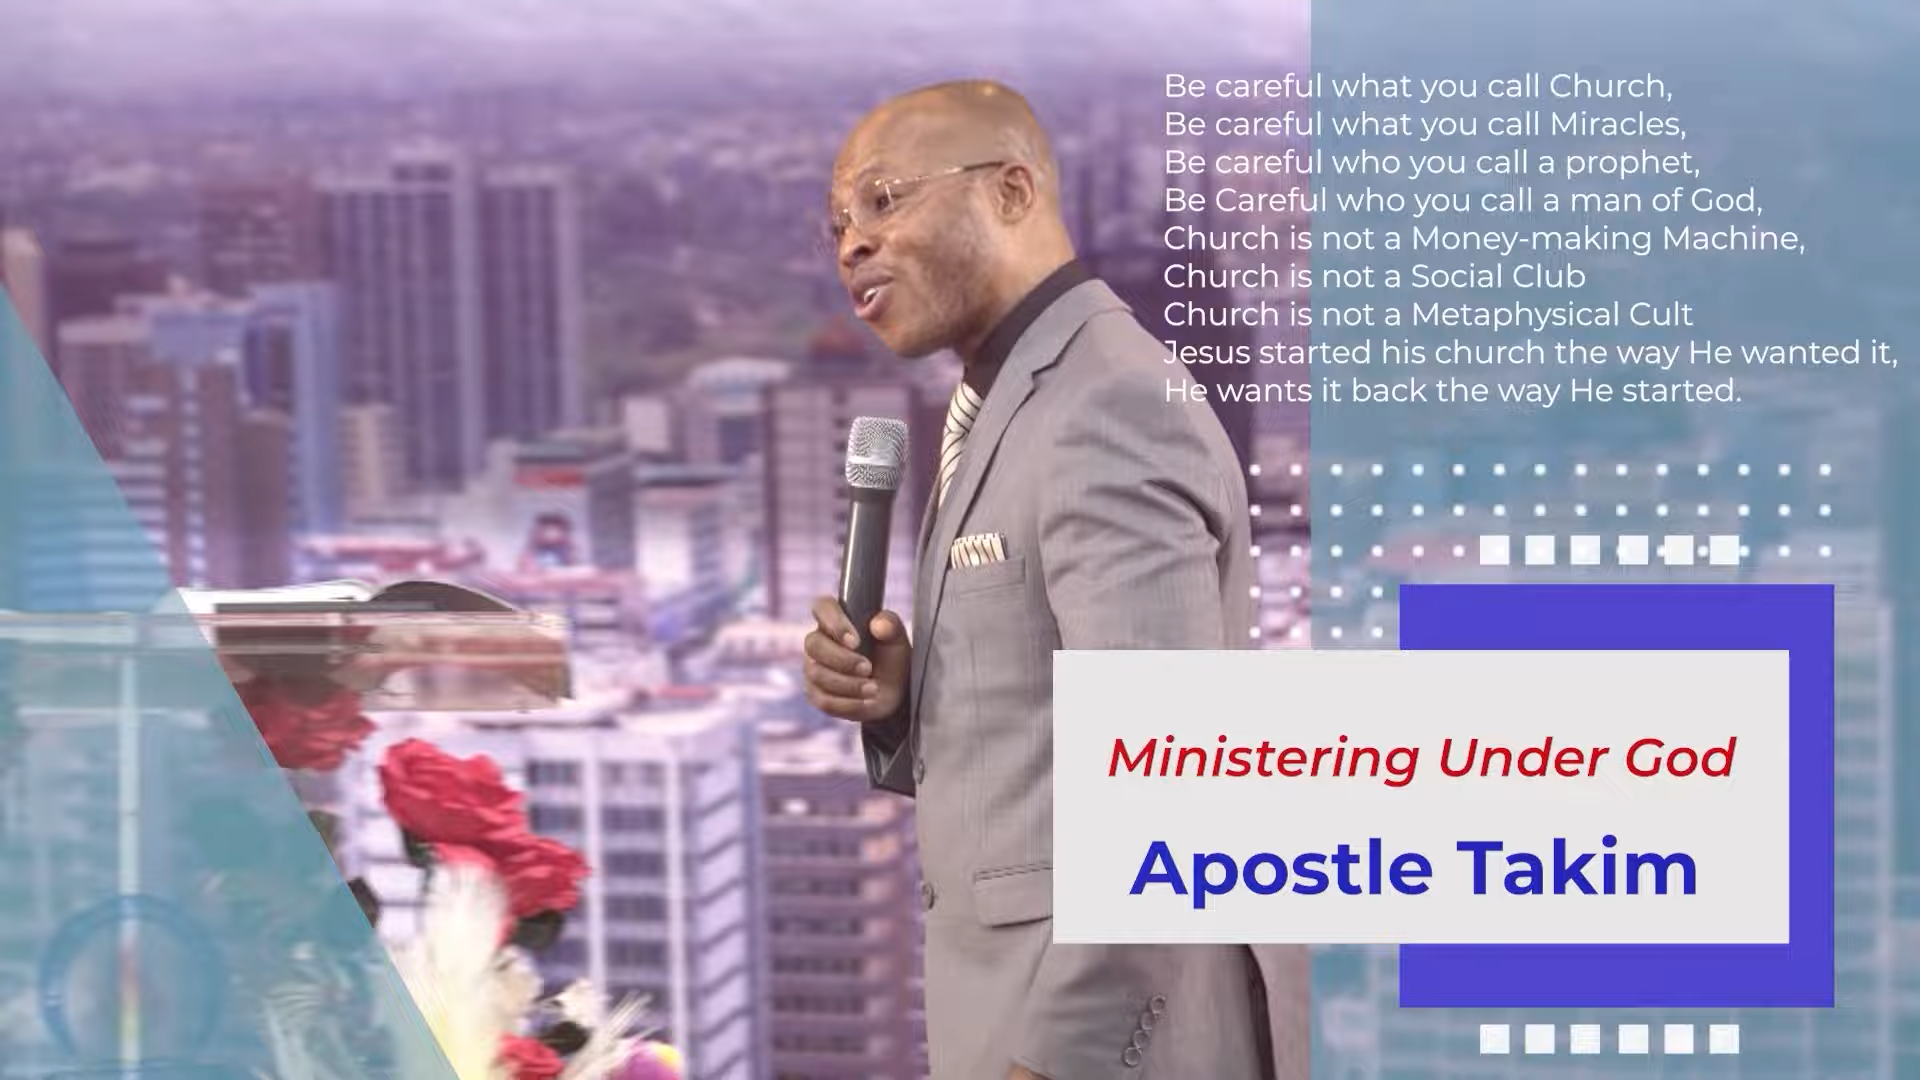 Be careful what you call Church,
Be careful what you call Miracles,
Be careful who you call a prophet,
Be Careful who you call a man of God,
Church is not a Money-making Machine,
Church is not a Social Club
Church is not a Metaphysical Cult
Jesus started his church the way He wanted it,
He wants it back the way He started.
Ministering Under God
Apostle Takim